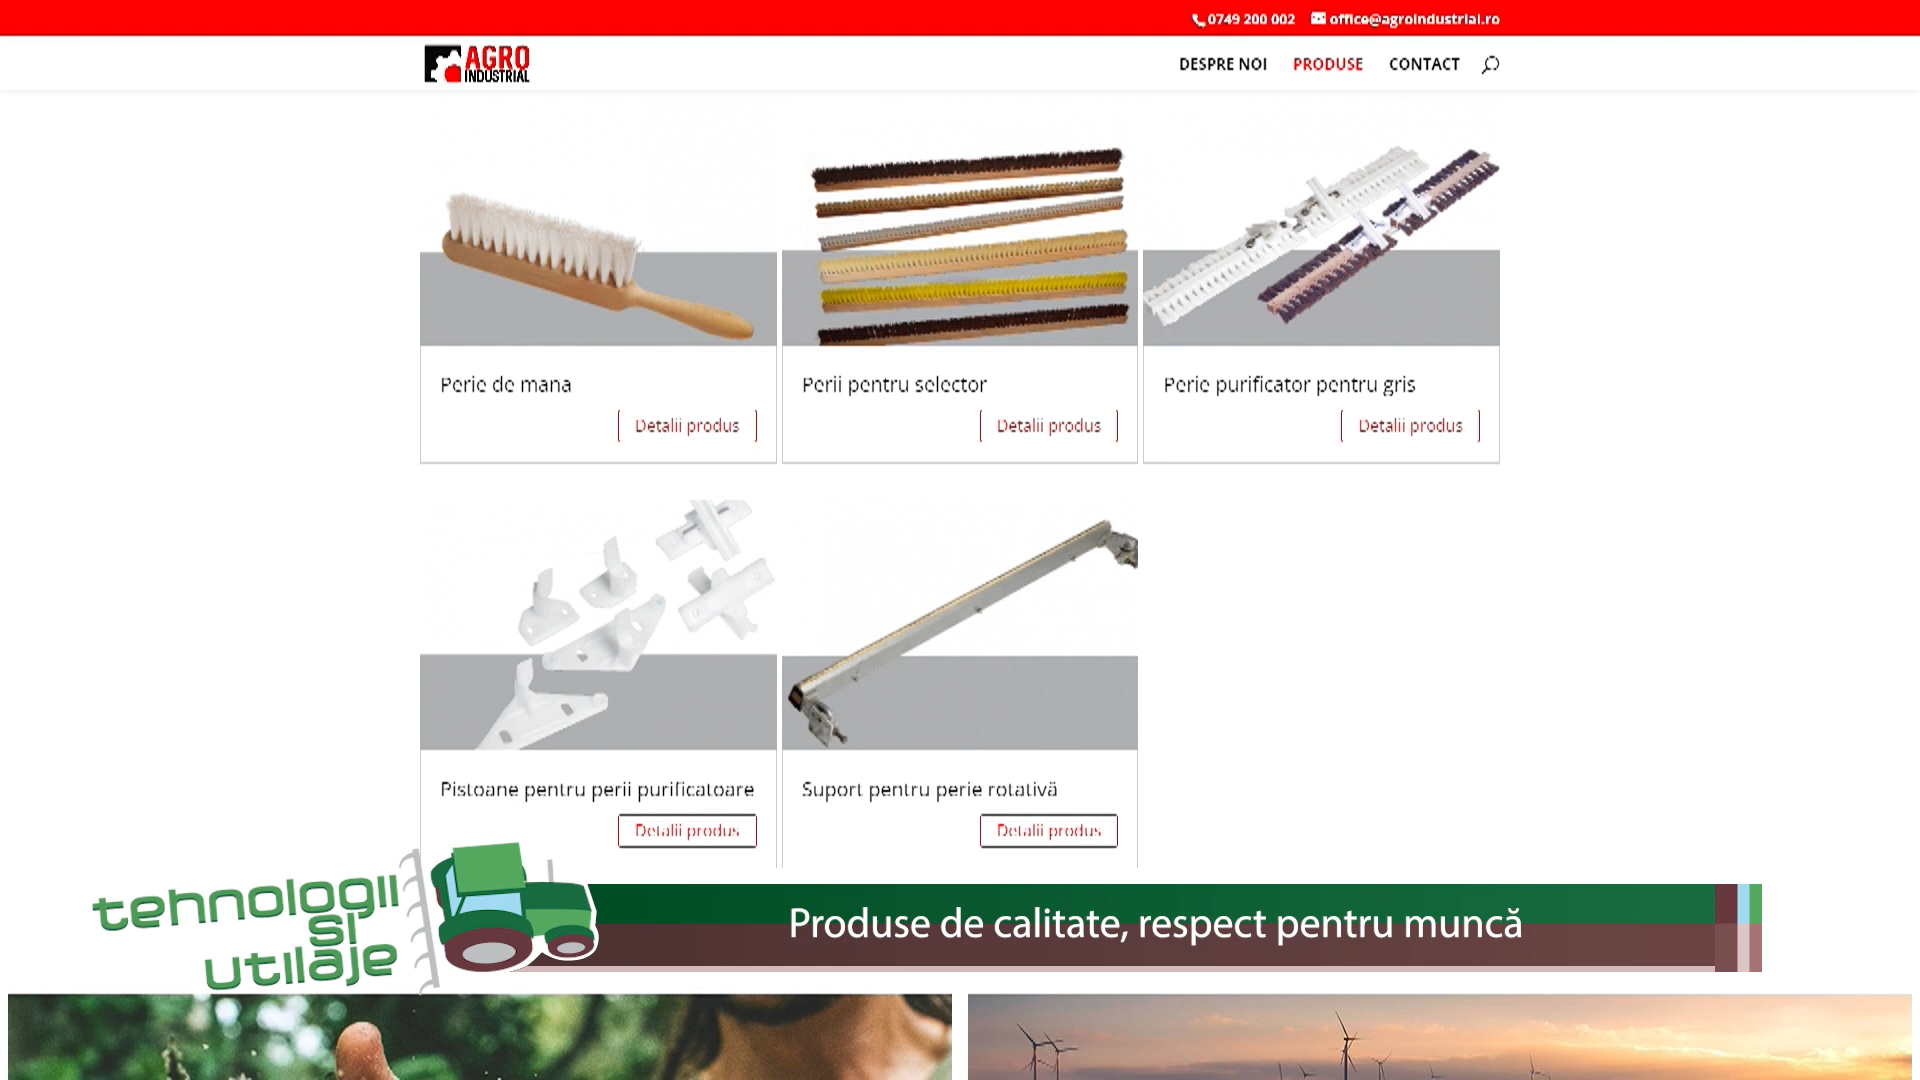 0749 200 002 office@agroindustrial.ro
AGRO
INDUSTRIAL
DESPRE NOI PRODUSE CONTACT
Perie de mana
Detalii produs
Perii pentru selector
Detalii produs
Perie purificator pentru gris
Detalii produs
Pistoane pentru perii purificatoare
Detalii produs
Suport pentru perie rotativă
Detalii produs
tehnologii
si
utilaje
Produse de calitate, respect pentru muncă